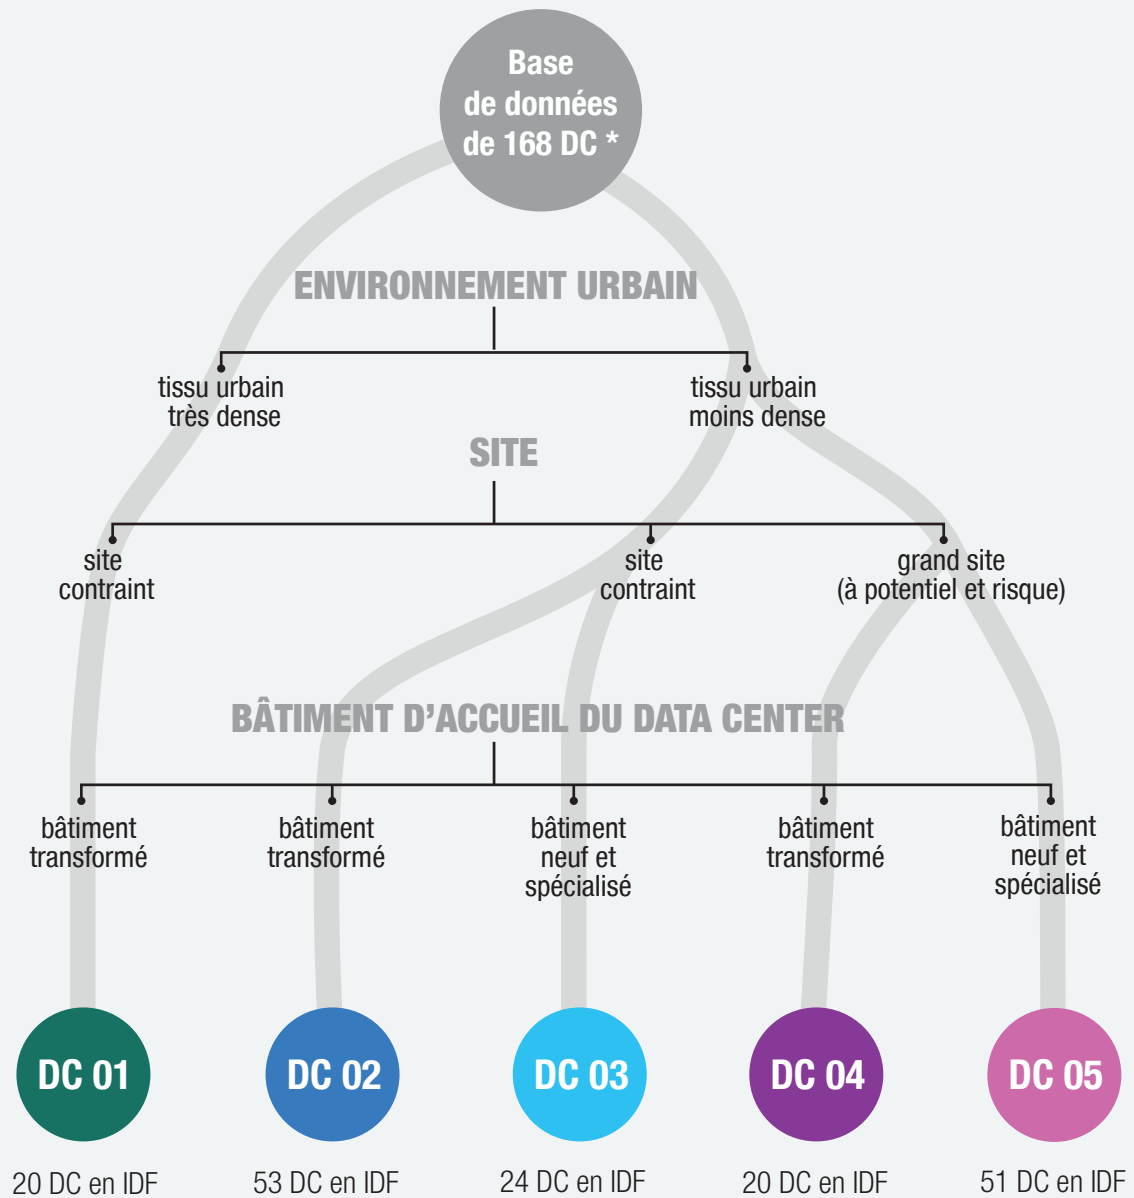 Base
de données
de 168 DC *
ENVIRONNEMENT URBAIN
tissu urbain
très dense
tissu urbain
moins dense
SITE
site
contraint
site
contraint
grand site
(à potentiel et risque)
BÂTIMENT D’ACCUEIL DU DATA CENTER
bâtiment
transformé
bâtiment
transformé
bâtiment
neuf et
spécialisé
bâtiment
transformé
bâtiment
neuf et
spécialisé
DC 01
DC 02
DC 03
DC 04
DC 05
20 DC en IDF
53 DC en IDF
24 DC en IDF
20 DC en IDF
51 DC en IDF